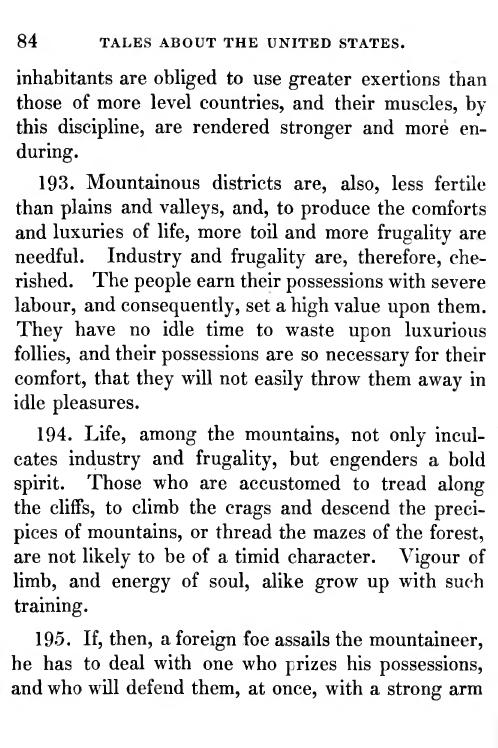 84 TALES ABOUT THE UNITED STATES.
inhabitants are obliged to use greater exertions than
those of more level countries, and their muscles, by
this discipline, are rendered stronger and more en-
during.
193. Mountainous districts are, also, less fertile
than plains and valleys, and, to produce the comforts
and luxuries of life, more toil and more frugality are
needful. Industry and frugality are, therefore, che-
rished. The people earn their possessions with severe
labour, and consequently, set a high value upon them.
They have no idle time to waste upon luxurious
follies, and their possessions are so necessary for their
comfort, that they will not easily throw them away in
idle pleasures.
194. Life, among the mountains, not only incul-
cates industry and frugality, but engenders a bold
spirit. Those who are accustomed to tread along
the cliffs, to climb the crags and descend the preci-
pices of mountains, or thread the mazes of the forest,
are not likely to be of a timid character. Vigour of
limb, and energy of soul, alike grow up with such
training.
195. If, then, a foreign foe assails the mountaineer,
he has to deal with one who prizes his possessions,
and who will defend them, at once, with a strong arm